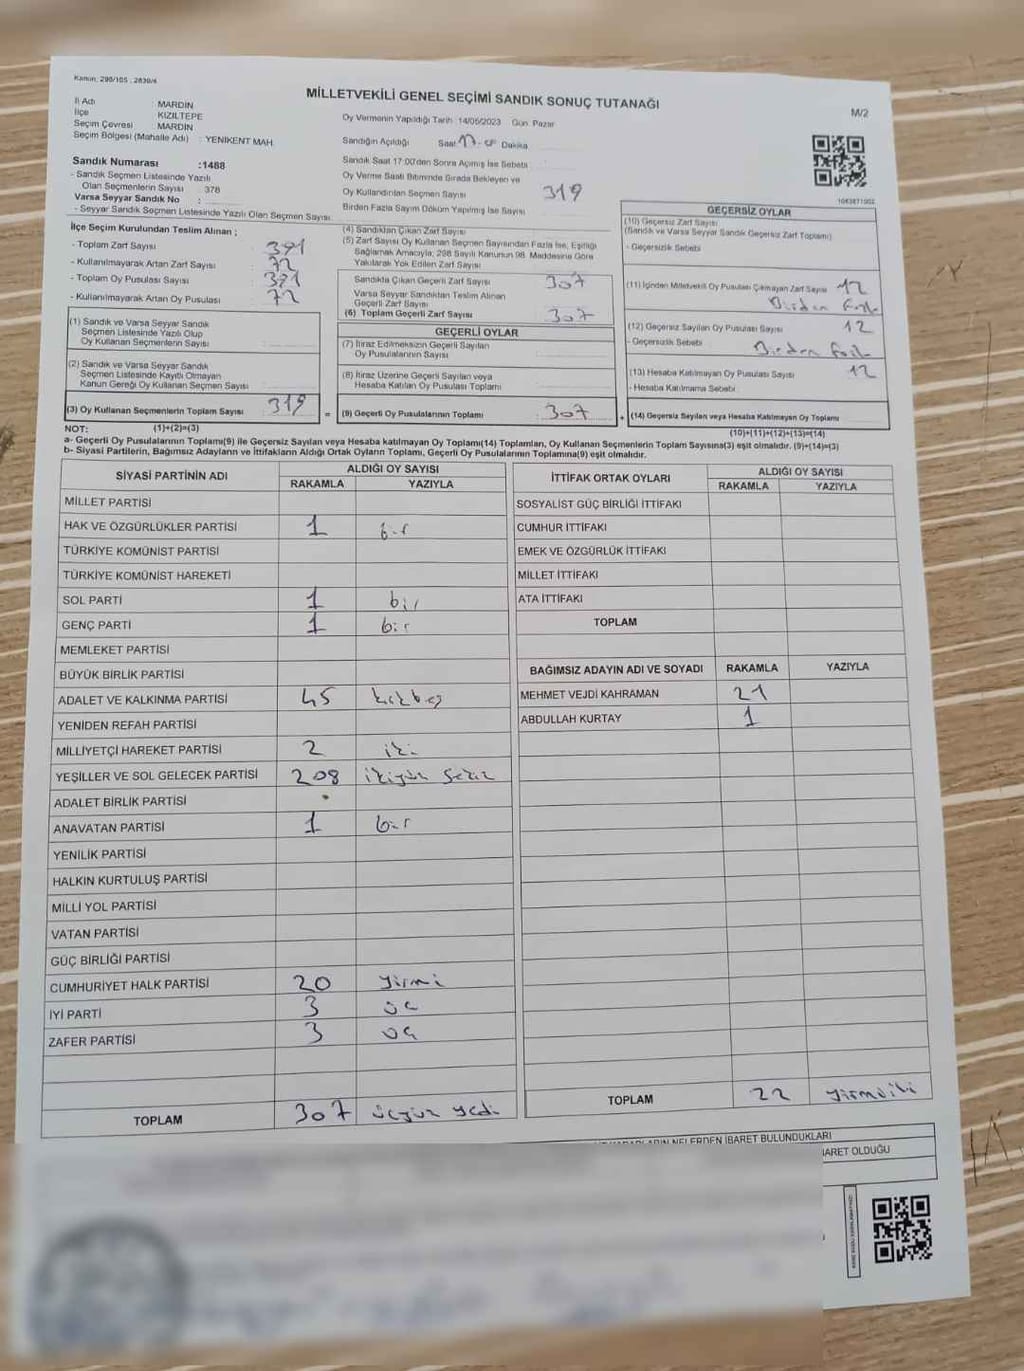 Kanun: 298/105 , 2839/4
MİLLETVEKİLİ GENEL SEÇİMİ SANDIK SONUÇ TUTANAĞI
M/2
İl Adı MARDİN
İlçe KIZILTEPE
Seçim Çevresi MARDİN
Seçim Bölgesi (Mahalle Adı) : YENİKENT MAH.
Oy Vermenin Yapıldığı Tarih : 14/05/2023 Gün: Pazar
Sandığın Açıldığı Saat: 17 Dakika
Sandık Numarası :1488
- Sandık Seçmen Listesinde Yazılı
Olan Seçmenlerin Sayısı : 378
Varsa Seyyar Sandık No :
- Seyyar Sandık Seçmen Listesinde Yazılı Olan Seçmen Sayısı:
Sandık Saat 17:00'den Sonra Açılmış İse Sebebi
Oy Verme Saati Bitiminde Sırada Bekleyen ve
Oy Kullandırılan Seçmen Sayısı 319
Birden Fazla Sayım Döküm Yapılmış İse Sayısı
1083871002
İlçe Seçim Kurulundan Teslim Alınan ;
- Toplam Zarf Sayısı 391
- Kullanılmayarak Artan Zarf Sayısı 72
- Toplam Oy Pusulası Sayısı 391
- Kullanılmayarak Artan Oy Pusulası 72
(1) Sandık ve Varsa Seyyar Sandık
Seçmen Listesinde Yazılı Olup
Oy Kullanan Seçmenlerin Sayısı:
(2) Sandık ve Varsa Seyyar Sandık
Seçmen Listesinde Kayıtlı Olmayan
Kanun Gereği Oy Kullanan Seçmen Sayısı
(3) Oy Kullanan Seçmenlerin Toplam Sayısı 319 =
(4) Sandıktan Çıkan Zarf Sayısı
(5) Zarf Sayısı Oy Kullanan Seçmen Sayısından Fazla İse, Eşitliği
Sağlamak Amacıyla; 298 Sayılı Kanunun 98. Maddesine Göre
Yakılarak Yok Edilen Zarf Sayısı
Sandıkta Çıkan Geçerli Zarf Sayısı 307
Varsa Seyyar Sandıktan Teslim Alınan
Geçerli Zarf Sayısı
(6) Toplam Geçerli Zarf Sayısı 307
GEÇERLİ OYLAR
(7) İtiraz Edilmeksizin Geçerli Sayılan
Oy Pusulalarının Sayısı
(8) İtiraz Üzerine Geçerli Sayılan veya
Hesaba Katılan Oy Pusulası Toplamı
(9) Geçerli Oy Pusulalarının Toplamı 307 +
GEÇERSİZ OYLAR
(10) Geçersiz Zarf Sayısı
(Sandık ve Varsa Seyyar Sandık Geçersiz Zarf Toplamı)
- Geçersizlik Sebebi
(11) İçinden Milletvekili Oy Pusulası Çıkmayan Zarf Sayısı 12
Birden fazla
(12) Geçersiz Sayılan Oy Pusulası Sayısı 12
- Geçersizlik Sebebi Birden fazla
(13) Hesaba Katılmayan Oy Pusulası Sayısı 12
- Hesaba Katılmama Sebebi
(14) Geçersiz Sayılan veya Hesaba Katılmayan Oy Toplamı
NOT: (1)+(2)=(3) (10)+(11)+(12)+(13)=(14)
a- Geçerli Oy Pusulalarının Toplamı(9) ile Geçersiz Sayılan veya Hesaba katılmayan Oy Toplamı(14) Toplamları, Oy Kullanan Seçmenlerin Toplam Sayısına(3) eşit olmalıdır. (9)+(14)=(3)
b- Siyasi Partilerin, Bağımsız Adayların ve İttifakların Aldığı Ortak Oyların Toplamı, Geçerli Oy Pusulalarının Toplamına(9) eşit olmalıdır.
SİYASİ PARTİNİN ADI ALDIĞI OY SAYISI
RAKAMLA YAZIYLA
MİLLET PARTİSİ
HAK VE ÖZGÜRLÜKLER PARTİSİ 1 bir
TÜRKİYE KOMÜNİST PARTİSİ
TÜRKİYE KOMÜNİST HAREKETİ
SOL PARTİ 1 bir
GENÇ PARTİ 1 bir
MEMLEKET PARTİSİ
BÜYÜK BİRLİK PARTİSİ
ADALET VE KALKINMA PARTİSİ 45 kırkbeş
YENİDEN REFAH PARTİSİ
MİLLİYETÇİ HAREKET PARTİSİ 2 iki
YEŞİLLER VE SOL GELECEK PARTİSİ 208 ikiyüz sekiz
ADALET BİRLİK PARTİSİ
ANAVATAN PARTİSİ 1 bir
YENİLİK PARTİSİ
HALKIN KURTULUŞ PARTİSİ
MİLLİ YOL PARTİSİ
VATAN PARTİSİ
GÜÇ BİRLİĞİ PARTİSİ
CUMHURİYET HALK PARTİSİ 20 yirmi
İYİ PARTİ 3 üç
ZAFER PARTİSİ 3 üç
TOPLAM 307 üçyüz yedi
İTTİFAK ORTAK OYLARI ALDIĞI OY SAYISI
RAKAMLA YAZIYLA
SOSYALİST GÜÇ BİRLİĞİ İTTİFAKI
CUMHUR İTTİFAKI
EMEK VE ÖZGÜRLÜK İTTİFAKI
MİLLET İTTİFAKI
ATA İTTİFAKI
TOPLAM
BAĞIMSIZ ADAYIN ADI VE SOYADI RAKAMLA YAZIYLA
MEHMET VEJDİ KAHRAMAN 21
ABDULLAH KURTAY 1
TOPLAM 22 yirmiiki
NELERDEN İBARET BULUNDUKLARI
İBARET OLDUĞU